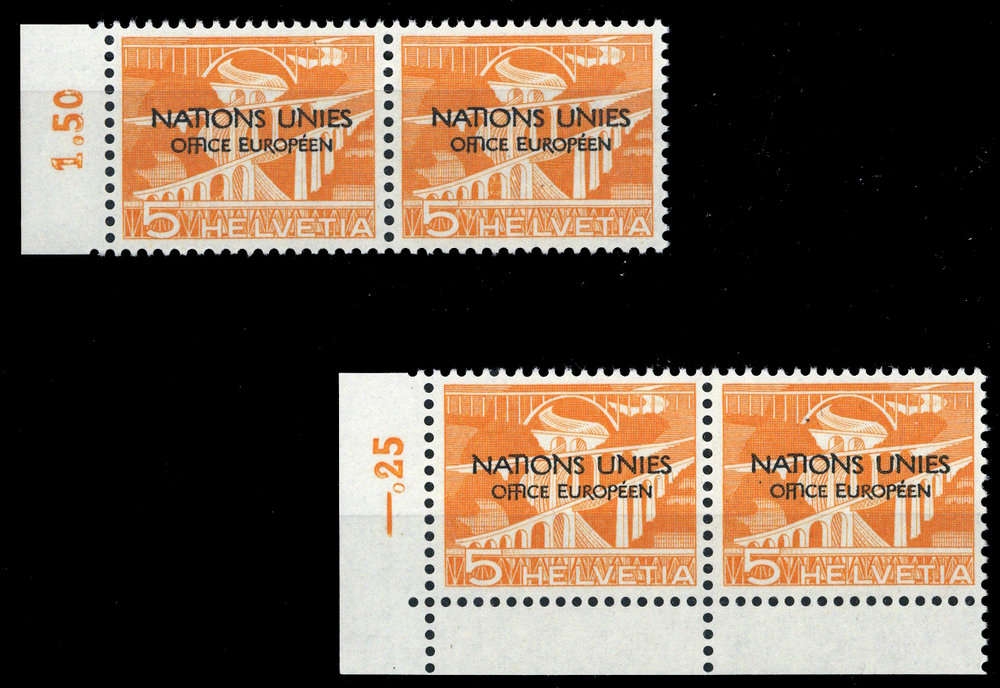 1.50
NATIONS UNIES
OFFICE EUROPÉEN
5 HELVETIA
NATIONS UNIES
OFFICE EUROPÉEN
5 HELVETIA
—.25
NATIONS UNIES
OFFICE EUROPÉEN
5 HELVETIA
NATIONS UNIES
OFFICE EUROPÉEN
5 HELVETIA